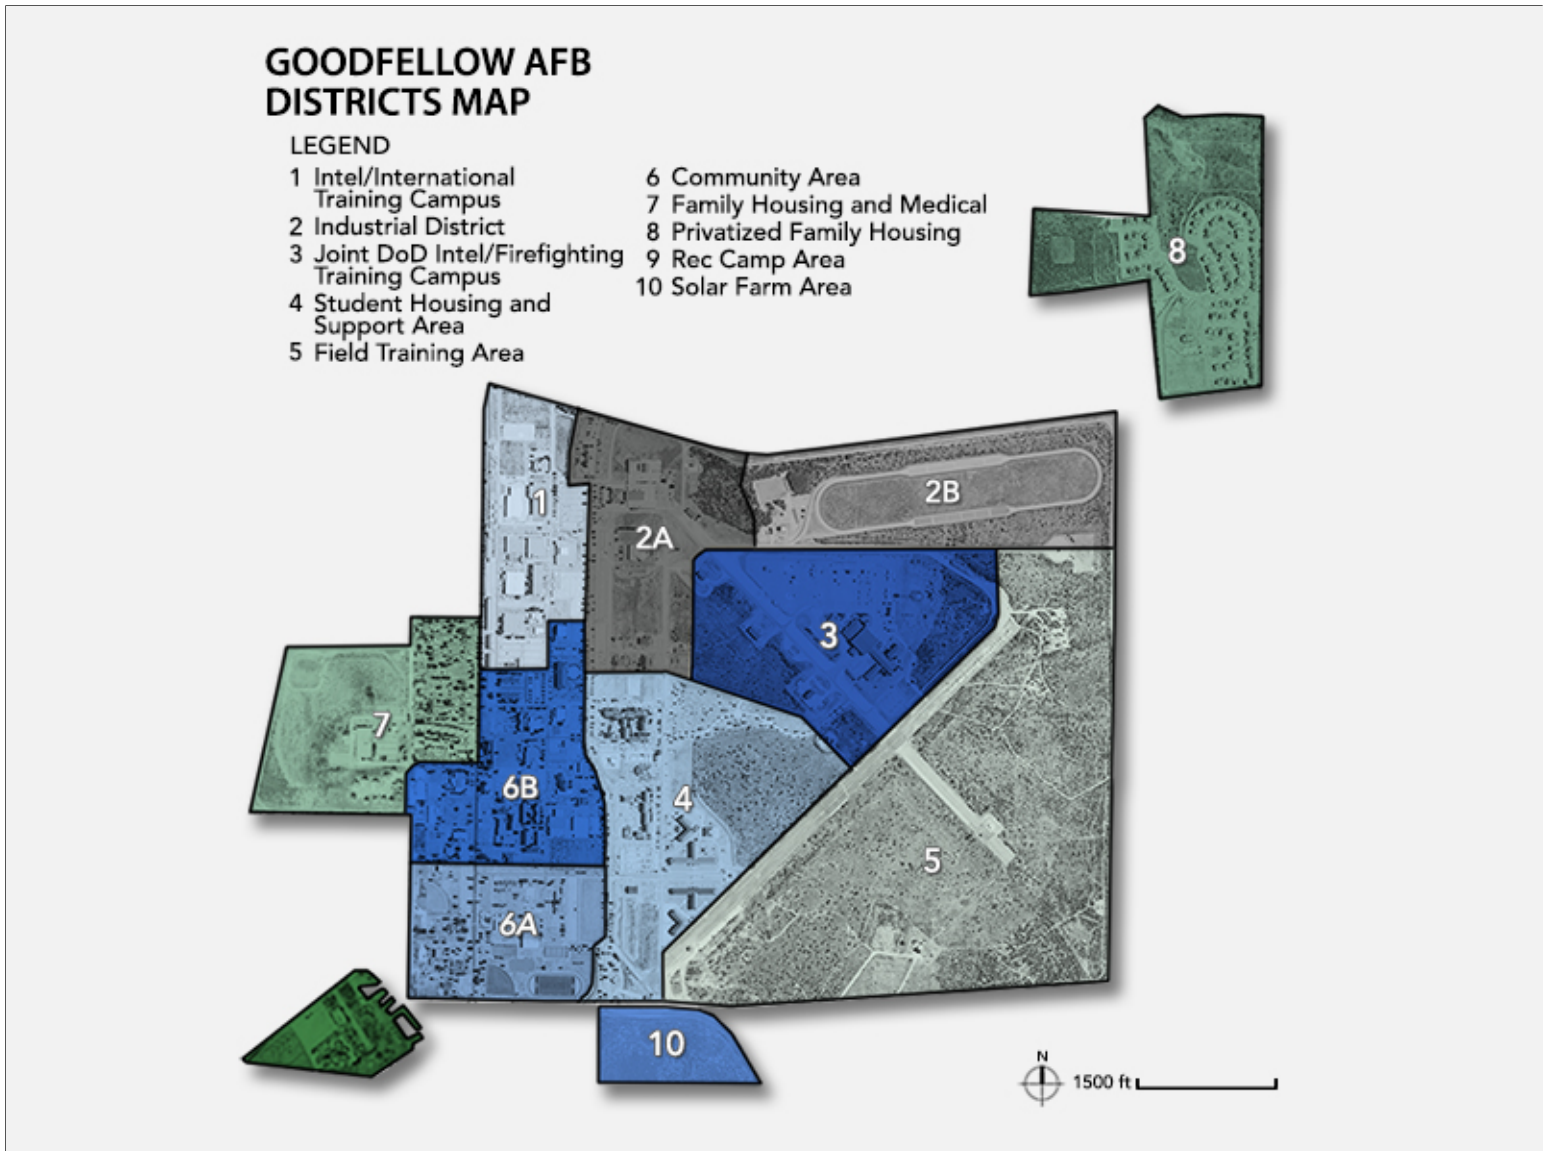 GOODFELLOW AFB
DISTRICTS MAP
LEGEND
1 Intel/International
Training Campus
2 Industrial District
3 Joint DoD Intel/Firefighting
Training Campus
4 Student Housing and
Support Area
5 Field Training Area
6 Community Area
7 Family Housing and Medical
8 Privatized Family Housing
9 Rec Camp Area
10 Solar Farm Area
8
1
2B
2A
3
7
6B
4
5
6A
10
N
1500 ft